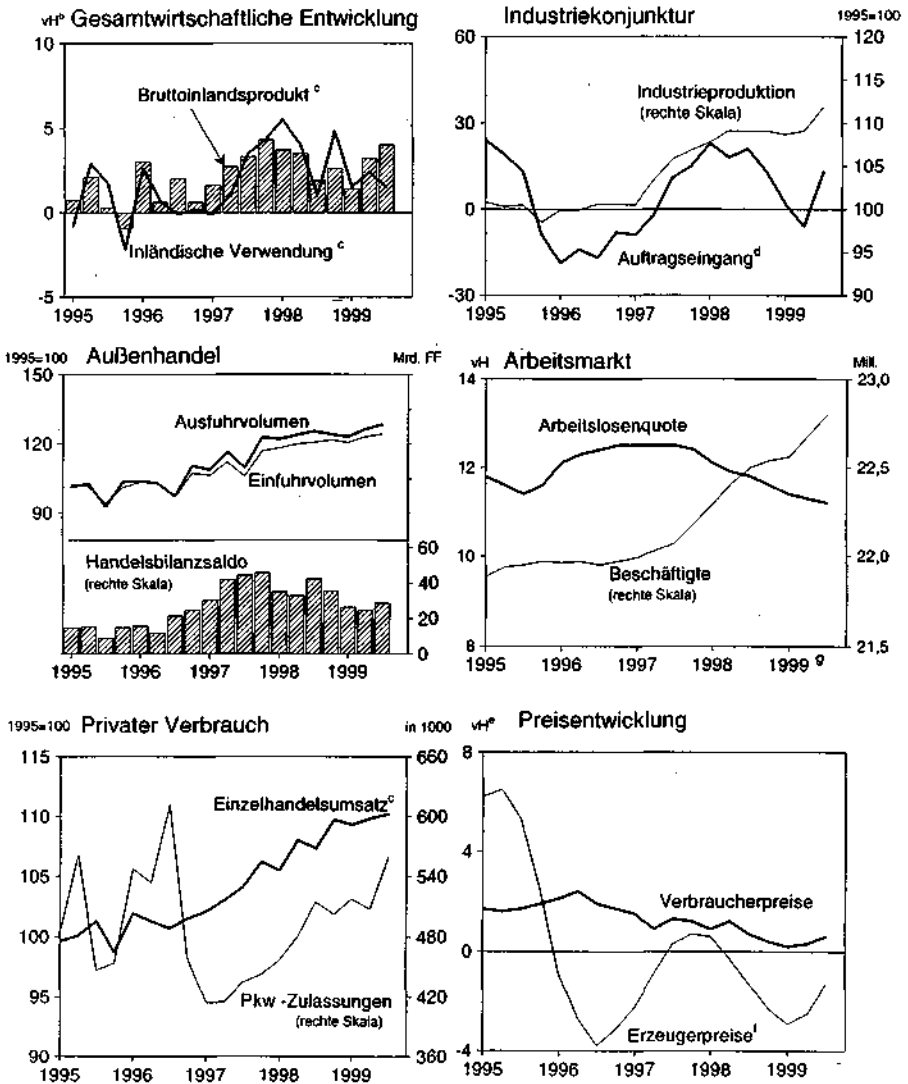 vH° Gesamtwirtschaftliche Entwicklung
10
5
0
-5
Bruttoinlandsprodukt c
Inländische Verwendung c
1995 1996 1997 1998 1999
Industriekonjunktur 1995=100
60
30
0
-30
120
115
110
105
100
95
90
Industrieproduktion
(rechte Skala)
Auftragseingang d
1995 1996 1997 1998 1999
1995=100 Außenhandel Mrd. FF
150
120
90
Ausfuhrvolumen
Einfuhrvolumen
Handelsbilanzsaldo
(rechte Skala)
60
40
20
0
1995 1996 1997 1998 1999
vH Arbeitsmarkt Mill.
14
12
10
8
23,0
22,5
22,0
21,5
Arbeitslosenquote
Beschäftigte
(rechte Skala)
1995 1996 1997 1998 1999 g
1995=100 Privater Verbrauch in 1000
115
110
105
100
95
90
660
600
540
480
420
360
Einzelhandelsumsatz c
Pkw -Zulassungen
(rechte Skala)
1995 1996 1997 1998 1999
vH e Preisentwicklung
8
4
0
-4
Verbraucherpreise
Erzeugerpreise f
1995 1996 1997 1998 1999